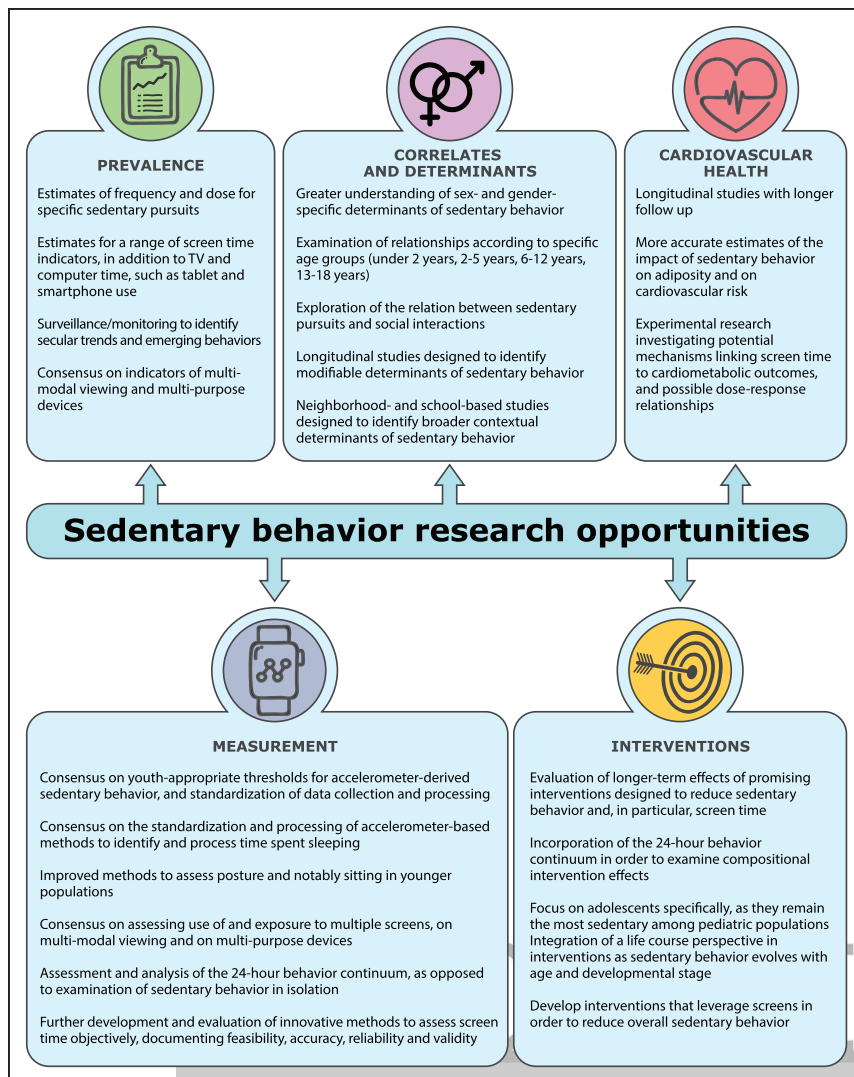 PREVALENCE
Estimates of frequency and dose for
specific sedentary pursuits
Estimates for a range of screen time
indicators, in addition to TV and
computer time, such as tablet and
smartphone use
Surveillance/monitoring to identify
secular trends and emerging behaviors
Consensus on indicators of multi-
modal viewing and multi-purpose
devices
CORRELATES
AND DETERMINANTS
Greater understanding of sex- and gender-
specific determinants of sedentary behavior
Examination of relationships according to specific
age groups (under 2 years, 2-5 years, 6-12 years,
13-18 years)
Exploration of the relation between sedentary
pursuits and social interactions
Longitudinal studies designed to identify
modifiable determinants of sedentary behavior
Neighborhood- and school-based studies
designed to identify broader contextual
determinants of sedentary behavior
CARDIOVASCULAR
HEALTH
Longitudinal studies with longer
follow up
More accurate estimates of the
impact of sedentary behavior
on adiposity and on
cardiovascular risk
Experimental research
investigating potential
mechanisms linking screen time
to cardiometabolic outcomes,
and possible dose-response
relationships
Sedentary behavior research opportunities
MEASUREMENT
Consensus on youth-appropriate thresholds for accelerometer-derived
sedentary behavior, and standardization of data collection and processing
Consensus on the standardization and processing of accelerometer-based
methods to identify and process time spent sleeping
Improved methods to assess posture and notably sitting in younger
populations
Consensus on assessing use of and exposure to multiple screens, on
multi-modal viewing and on multi-purpose devices
Assessment and analysis of the 24-hour behavior continuum, as opposed
to examination of sedentary behavior in isolation
Further development and evaluation of innovative methods to assess screen
time objectively, documenting feasibility, accuracy, reliability and validity
INTERVENTIONS
Evaluation of longer-term effects of promising
interventions designed to reduce sedentary
behavior and, in particular, screen time
Incorporation of the 24-hour behavior
continuum in order to examine compositional
intervention effects
Focus on adolescents specifically, as they remain
the most sedentary among pediatric populations
Integration of a life course perspective in
interventions as sedentary behavior evolves with
age and developmental stage
Develop interventions that leverage screens in
order to reduce overall sedentary behavior